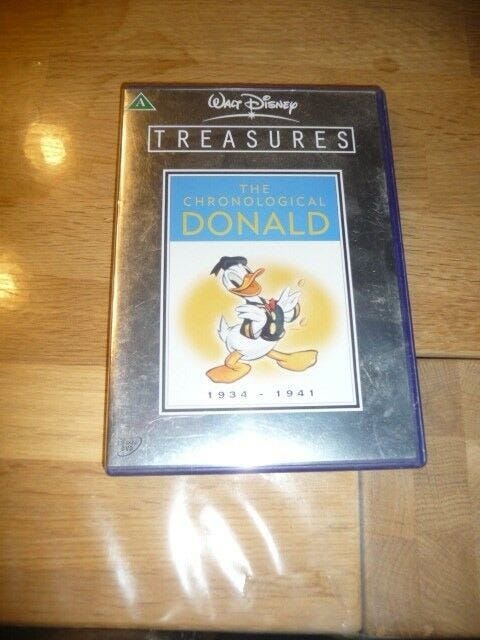 A
WALT DISNEY
TREASURES
THE
CHRONOLOGICAL
DONALD
1934 - 1941